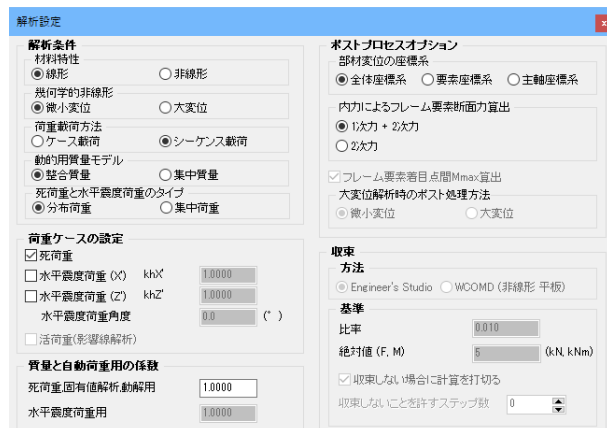 解析設定
x
解析条件
材料特性
線形 非線形
幾何学的非線形
微小変位 大変位
荷重載荷方法
ケース載荷 シーケンス載荷
動的用質量モデル
整合質量 集中質量
死荷重と水平震度荷重のタイプ
分布荷重 集中荷重
荷重ケースの設定
死荷重
水平震度荷重 (X') khX' 1.0000
水平震度荷重 (Z') khZ' 1.0000
水平震度荷重角度 0.0 (°)
活荷重(影響線解析)
質量と自動荷重用の係数
死荷重,固有値解析,動解用 1.0000
水平震度荷重用 1.0000
ポストプロセスオプション
部材変位の座標系
全体座標系 要素座標系 主軸座標系
内力によるフレーム要素断面力算出
1次力 + 2次力
2次力
フレーム要素着目点間Mmax算出
大変位解析時のポスト処理方法
微小変位 大変位
収束
方法
Engineer's Studio WCOMD (非線形 平板)
基準
比率 0.010
絶対値 (F, M) 5 (kN, kNm)
収束しない場合に計算を打切る
収束しないことを許すステップ数 0